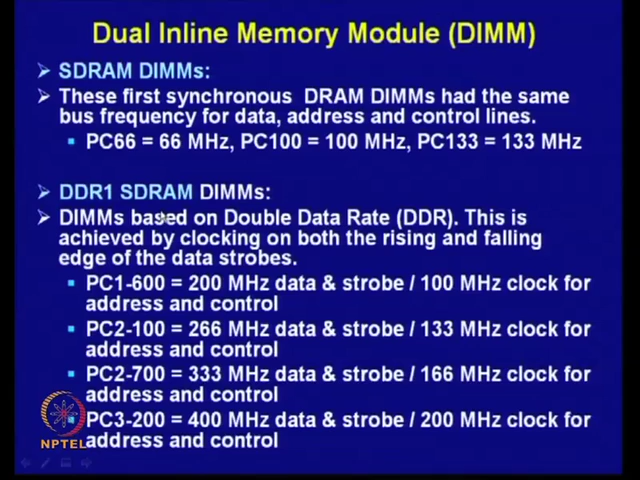 Dual Inline Memory Module (DIMM)
SDRAM DIMMs:
These first synchronous DRAM DIMMs had the same
bus frequency for data, address and control lines.
PC66 = 66 MHz, PC100 = 100 MHz, PC133 = 133 MHz
DDR1 SDRAM DIMMs:
DIMMs based on Double Data Rate (DDR). This is
achieved by clocking on both the rising and falling
edge of the data strobes.
PC1-600 = 200 MHz data & strobe / 100 MHz clock for
address and control
PC2-100 = 266 MHz data & strobe / 133 MHz clock for
address and control
PC2-700 = 333 MHz data & strobe / 166 MHz clock for
address and control
PC3-200 = 400 MHz data & strobe / 200 MHz clock for
address and control
NPTEL